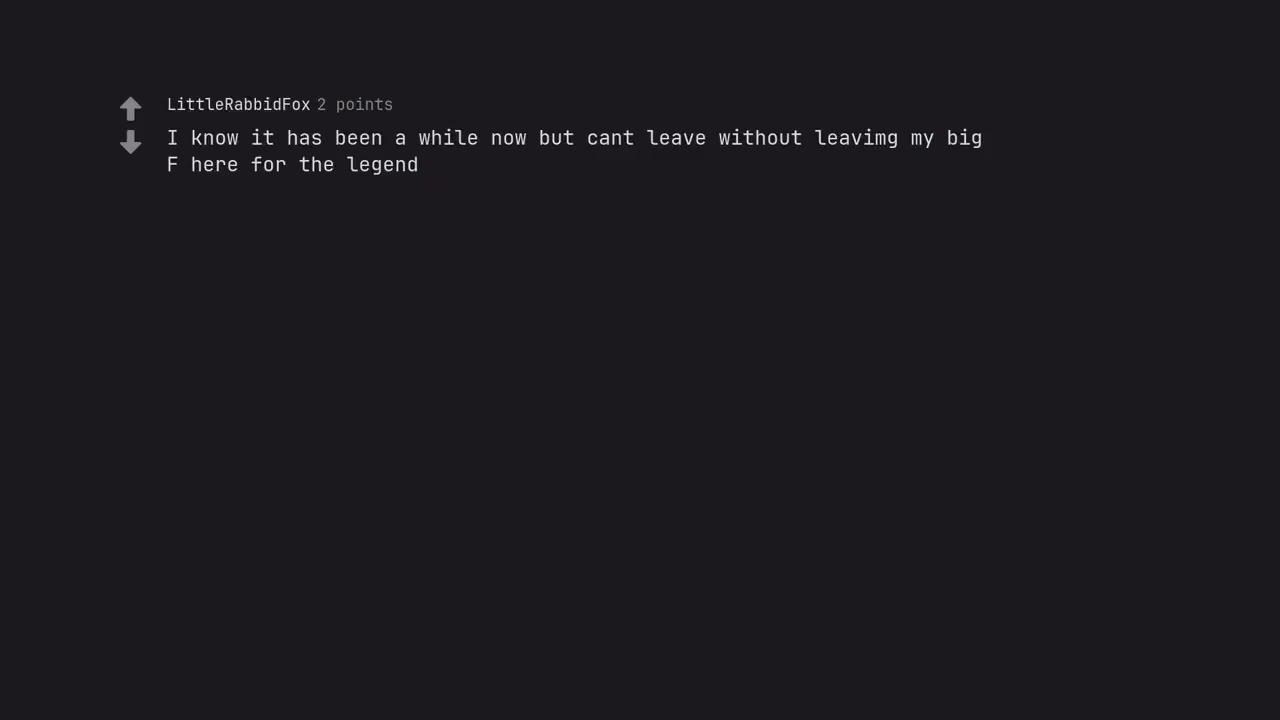 LittleRabbidFox 2 points
I know it has been a while now but cant leave without leavimg my big
F here for the legend